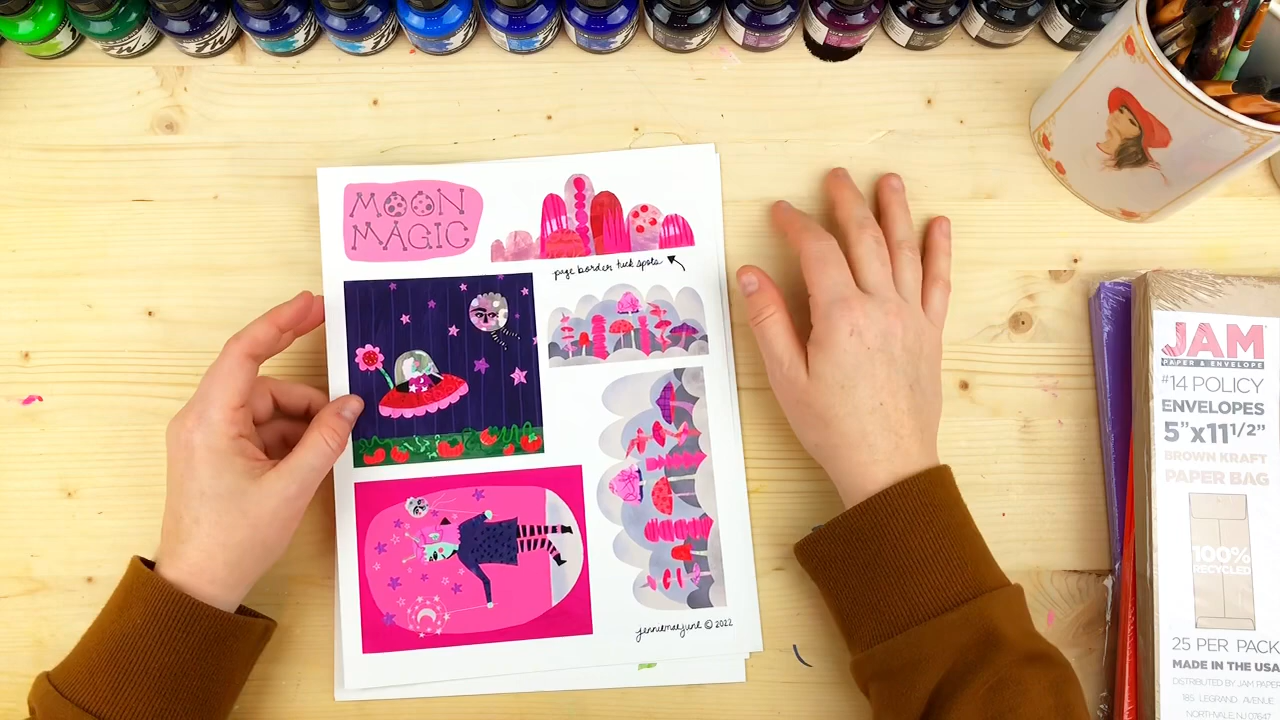 MOON
MAGIC
page border tuck spots
jenniemaejune © 2022
JAM
PAPER & ENVELOPE
#14 POLICY
ENVELOPES
5"x11 1/2"
BROWN KRAFT
PAPER BAG
100%
RECYCLED
25 PER PACK
MADE IN THE USA
DISTRIBUTED BY JAM PAPER
185 LEGRAND AVENUE
NORTHVALE, NJ 07647